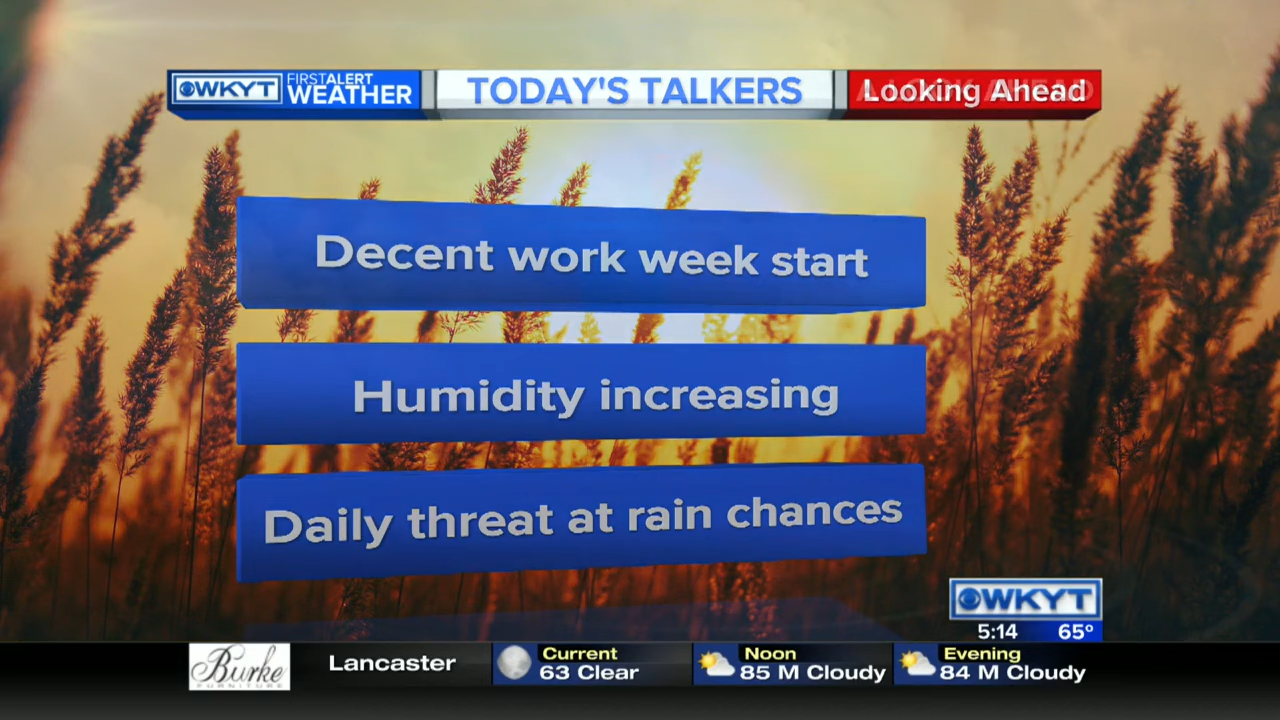 WKYT FIRST ALERT WEATHER
TODAY'S TALKERS
Looking Ahead
Decent work week start
Humidity increasing
Daily threat at rain chances
WKYT
5:14 65°
Burke
FURNITURE
Lancaster
Current
63 Clear
Noon
85 M Cloudy
Evening
84 M Cloudy